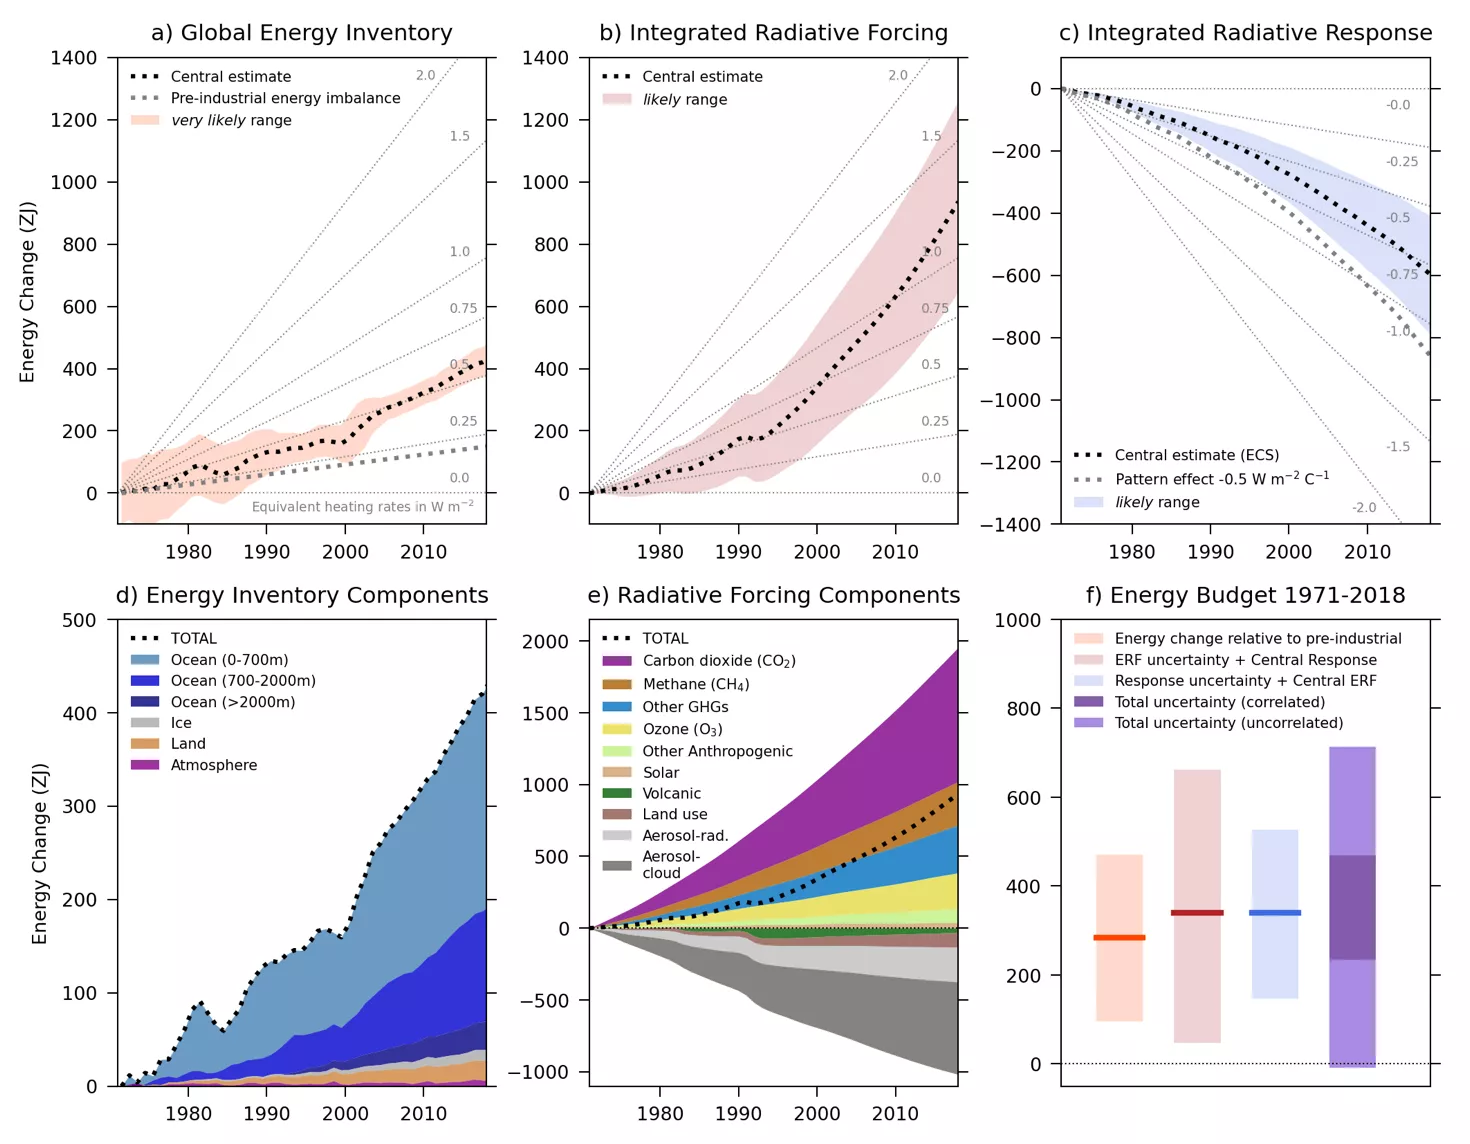 a) Global Energy Inventory
1400
1200
1000
800
600
400
200
0
Energy Change (ZJ)
Central estimate
Pre-industrial energy imbalance
very likely range
2.0
1.5
1.0
0.75
0.5
0.25
0.0
Equivalent heating rates in W m⁻²
1980 1990 2000 2010
b) Integrated Radiative Forcing
1400
1200
1000
800
600
400
200
0
Central estimate
likely range
2.0
1.5
1.0
0.75
0.5
0.25
0.0
1980 1990 2000 2010
c) Integrated Radiative Response
0
−200
−400
−600
−800
−1000
−1200
−1400
-0.0
-0.25
-0.5
-0.75
-1.0
-1.5
-2.0
Central estimate (ECS)
Pattern effect -0.5 W m⁻² C⁻¹
likely range
1980 1990 2000 2010
d) Energy Inventory Components
500
400
300
200
100
0
Energy Change (ZJ)
TOTAL
Ocean (0-700m)
Ocean (700-2000m)
Ocean (>2000m)
Ice
Land
Atmosphere
1980 1990 2000 2010
e) Radiative Forcing Components
2000
1500
1000
500
0
−500
−1000
TOTAL
Carbon dioxide (CO₂)
Methane (CH₄)
Other GHGs
Ozone (O₃)
Other Anthropogenic
Solar
Volcanic
Land use
Aerosol-rad.
Aerosol-
cloud
1980 1990 2000 2010
f) Energy Budget 1971-2018
1000
800
600
400
200
0
Energy change relative to pre-industrial
ERF uncertainty + Central Response
Response uncertainty + Central ERF
Total uncertainty (correlated)
Total uncertainty (uncorrelated)